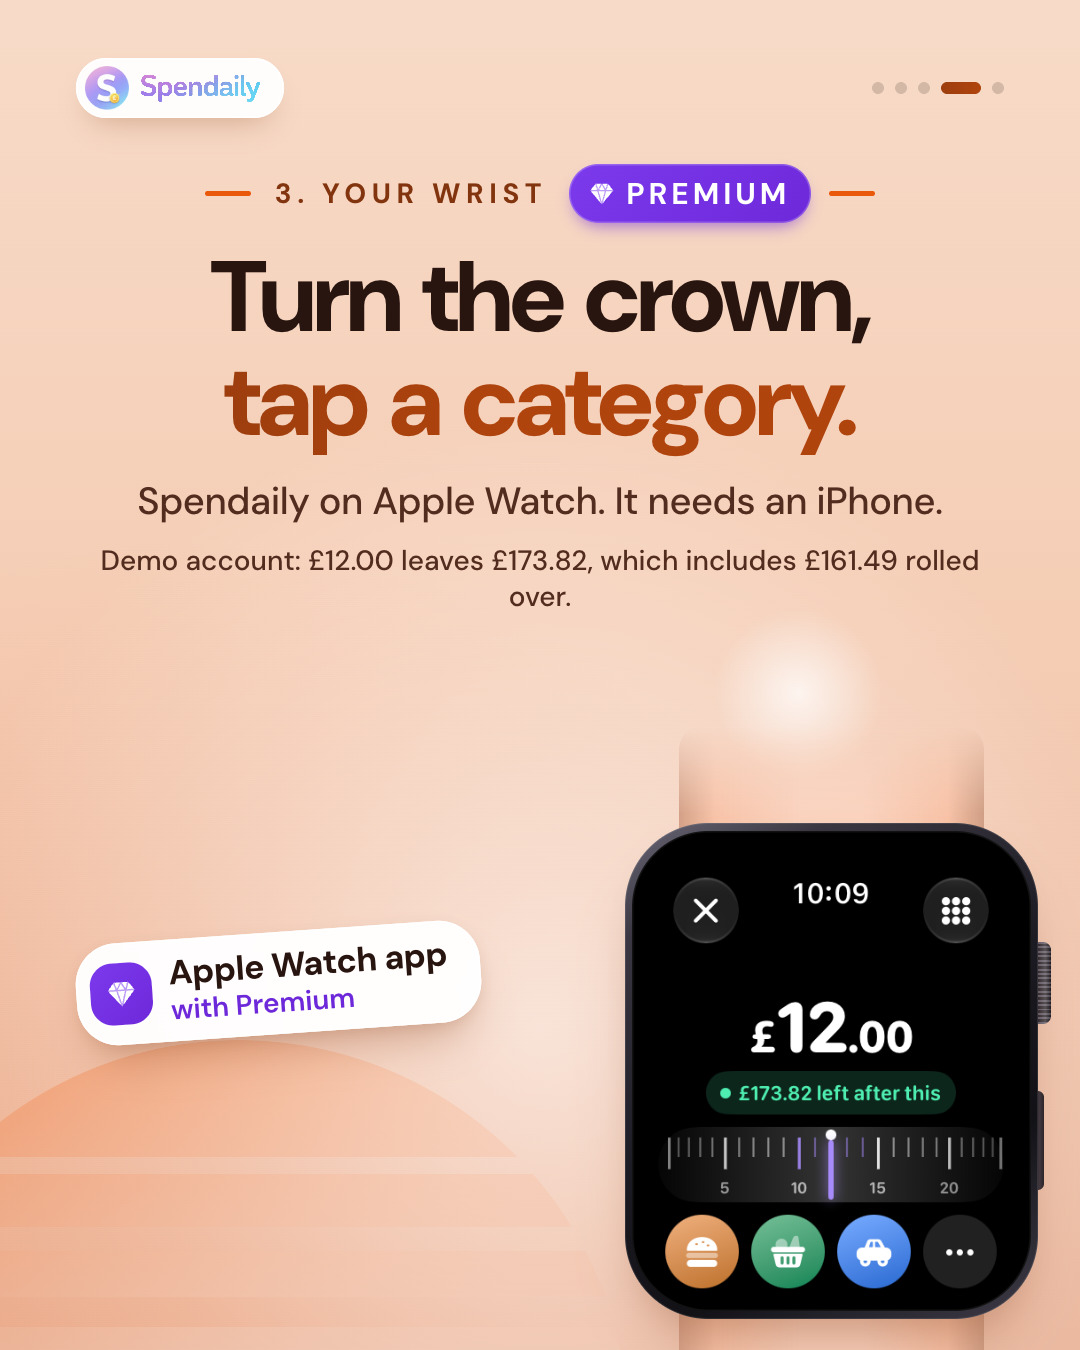 Spendaily
3. YOUR WRIST
PREMIUM
Turn the crown,
tap a category.
Spendaily on Apple Watch. It needs an iPhone.
Demo account: £12.00 leaves £173.82, which includes £161.49 rolled
over.
Apple Watch app
with Premium
10:09
£12.00
£173.82 left after this
5 10 15 20